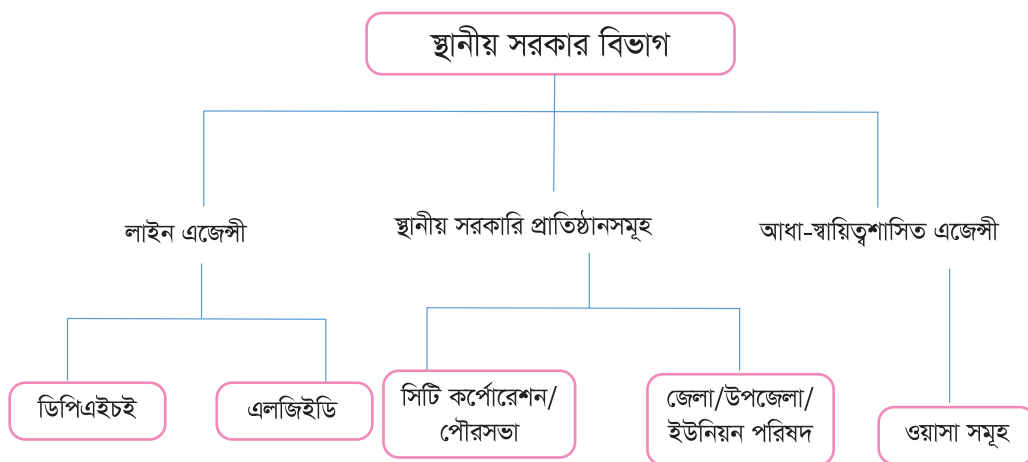 স্থানীয় সরকার বিভাগ
লাইন এজেন্সী
স্থানীয় সরকারি প্রাতিষ্ঠানসমূহ
আধা-স্বায়িত্বশাসিত এজেন্সী
ডিপিএইচই
এলজিইডি
সিটি কর্পোরেশন/
পৌরসভা
জেলা/উপজেলা/
ইউনিয়ন পরিষদ
ওয়াসা সমূহ